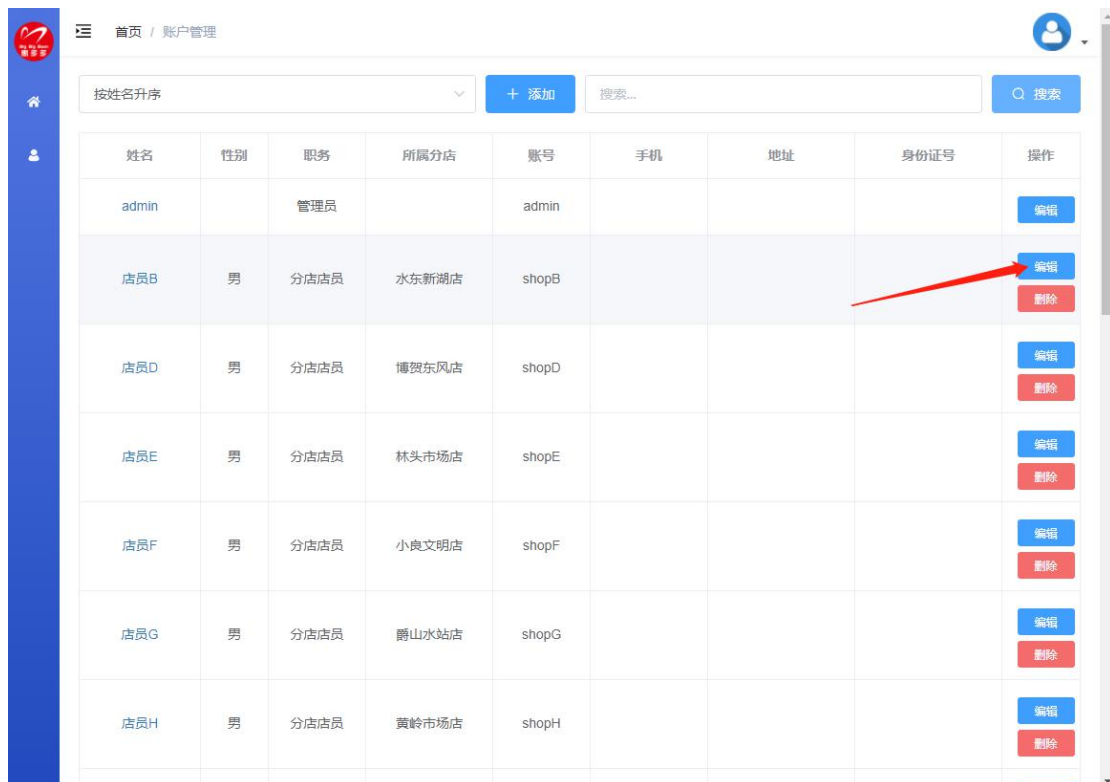 首页 / 账户管理
按姓名升序 + 添加 搜索... 搜索
姓名 性别 职务 所属分店 账号 手机 地址 身份证号 操作
admin 管理员 admin 编辑
店员B 男 分店店员 水东新湖店 shopB 编辑
删除
店员D 男 分店店员 博贺东风店 shopD 编辑
删除
店员E 男 分店店员 林头市场店 shopE 编辑
删除
店员F 男 分店店员 小良文明店 shopF 编辑
删除
店员G 男 分店店员 爵山水站店 shopG 编辑
删除
店员H 男 分店店员 黄岭市场店 shopH 编辑
删除